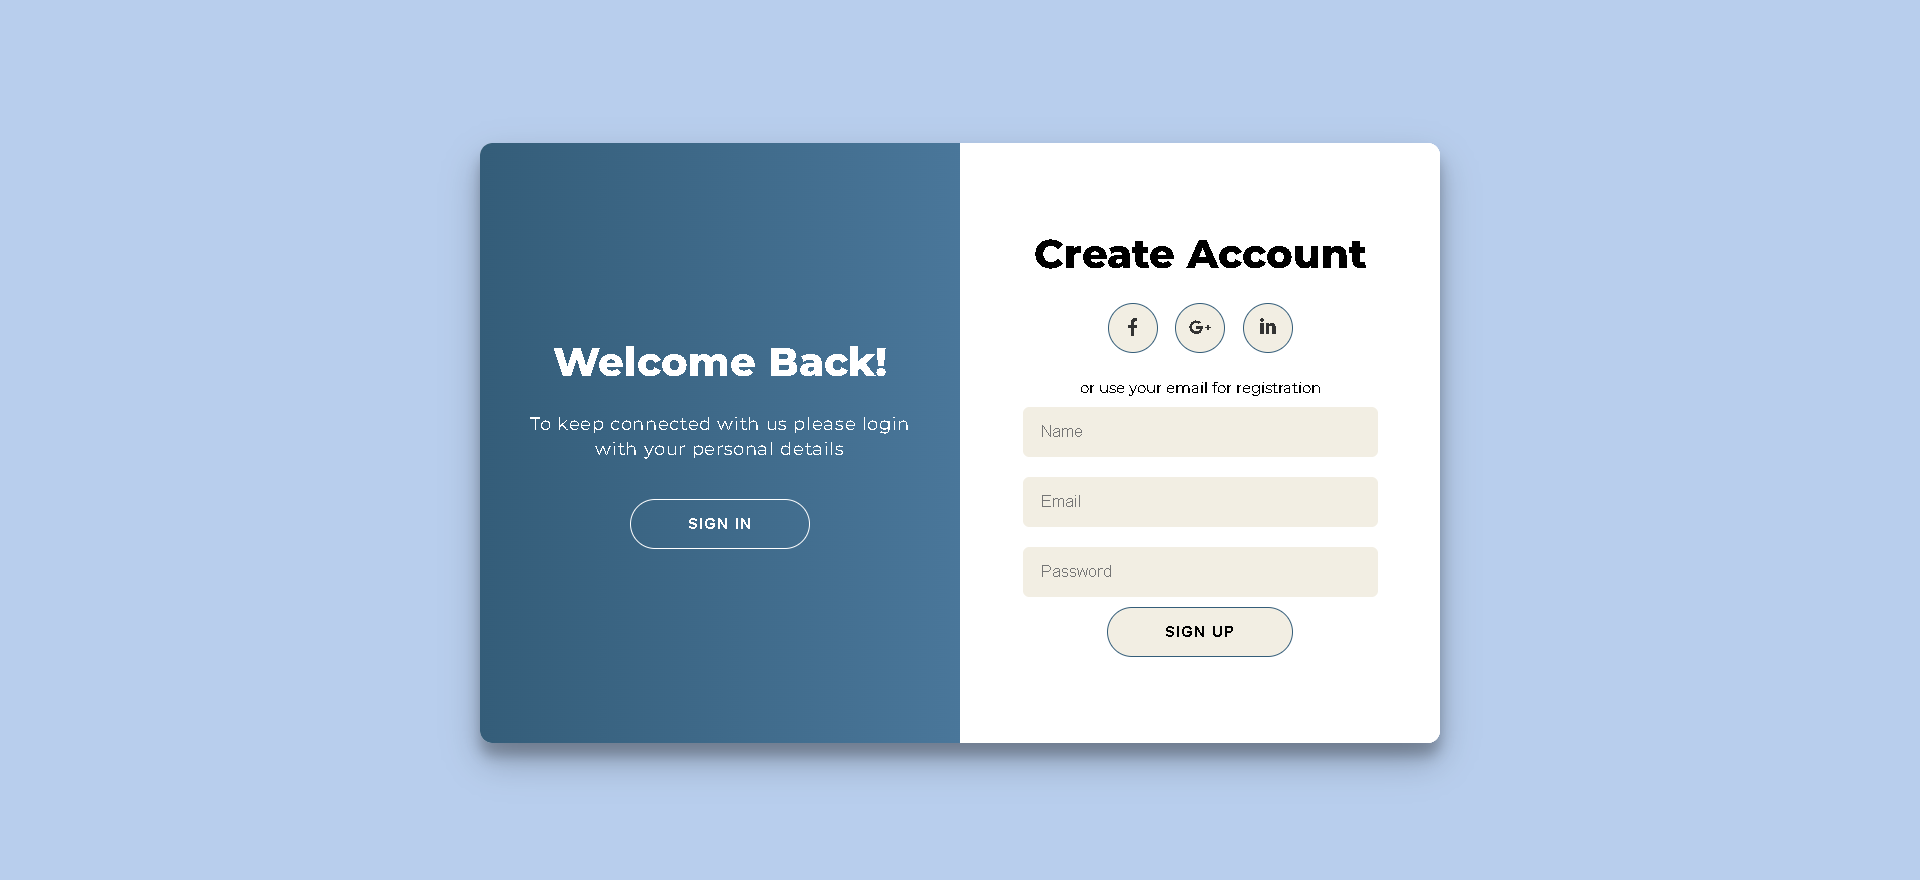 Welcome Back!
To keep connected with us please login
with your personal details
SIGN IN
Create Account
f
G+
in
or use your email for registration
Name
Email
Password
SIGN UP